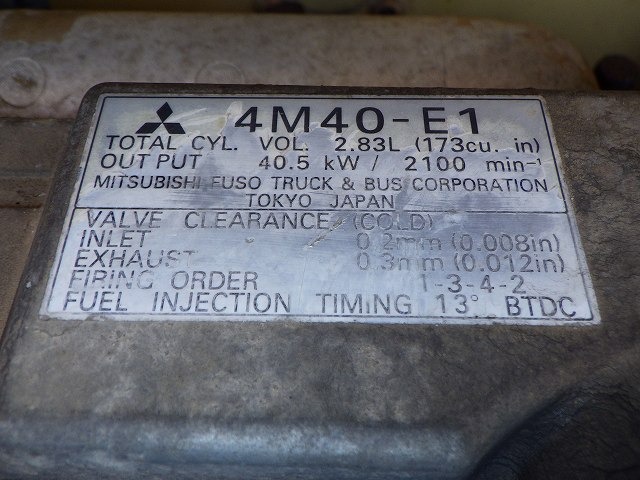 4M40-E1
TOTAL CYL. VOL. 2.83L (173cu. in)
OUT PUT 40.5 kW / 2100 min-1
MITSUBISHI FUSO TRUCK & BUS CORPORATION
TOKYO JAPAN
VALVE CLEARANCE (COLD)
INLET 0.2mm (0.008in)
EXHAUST 0.3mm (0.012in)
FIRING ORDER 1-3-4-2
FUEL INJECTION TIMING 13° BTDC